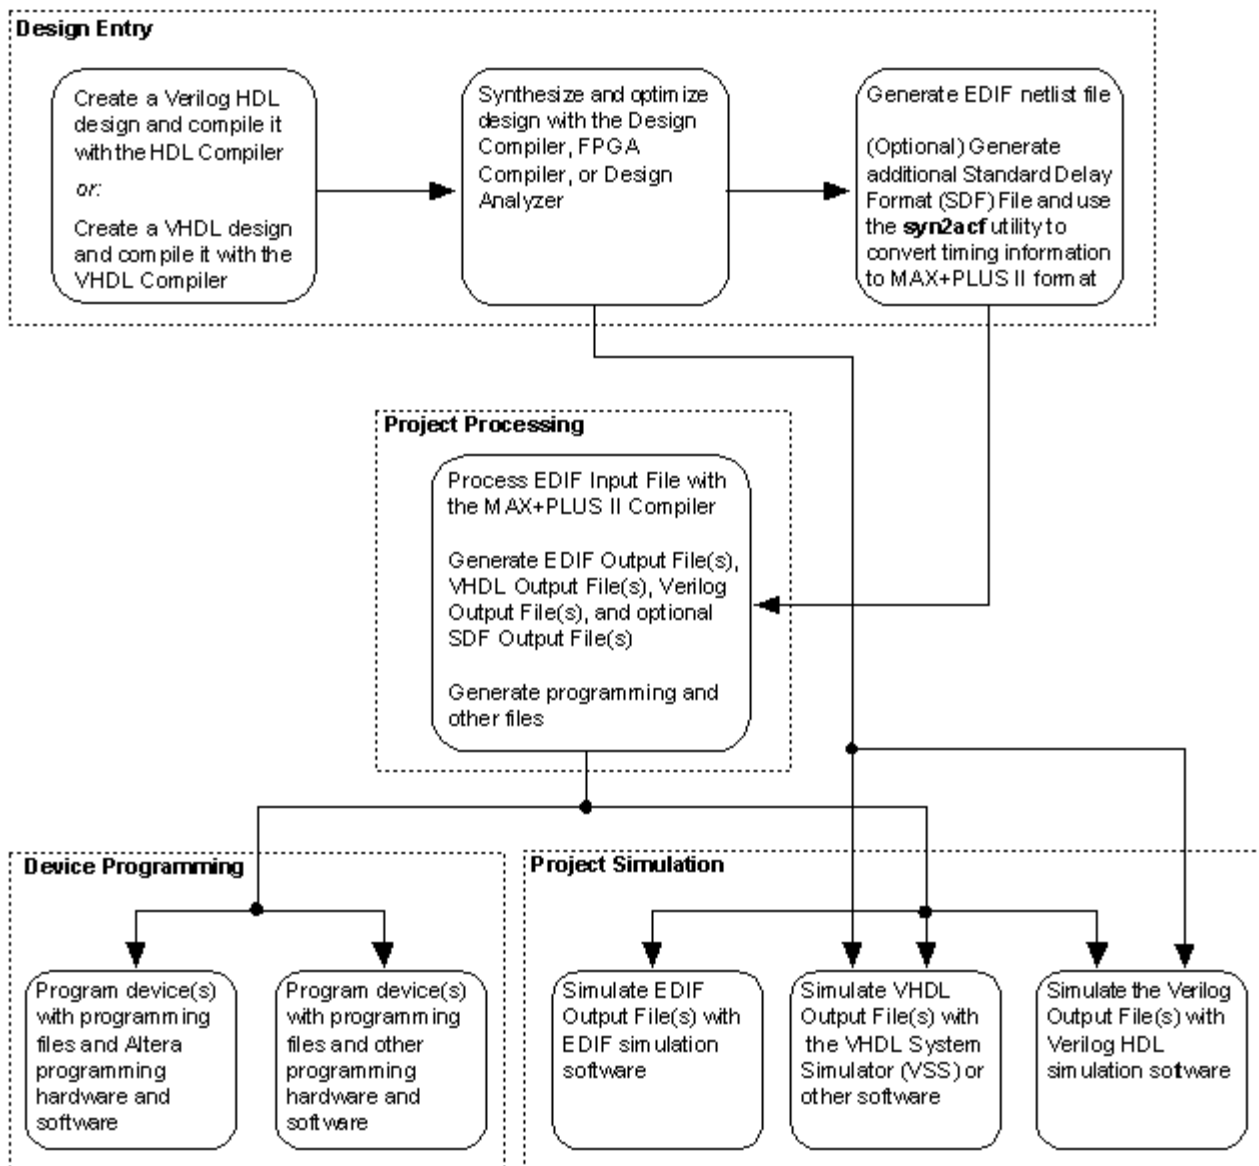 Design Entry
Create a Verilog HDL
design and compile it
with the HDL Compiler
or:
Create a VHDL design
and compile it with the
VHDL Compiler
Synthesize and optimize
design with the Design
Compiler, FPGA
Compiler, or Design
Analyzer
Generate EDIF netlist file
(Optional) Generate
additional Standard Delay
Format (SDF) File and use
the syn2acf utility to
convert timing information
to MAX+PLUS II format
Project Processing
Process EDIF Input File with
the MAX+PLUS II Compiler
Generate EDIF Output File(s),
VHDL Output File(s), Verilog
Output File(s), and optional
SDF Output File(s)
Generate programming and
other files
Device Programming
Program device(s)
with programming
files and Altera
programming
hardware and
software
Program device(s)
with programming
files and other
programming
hardware and
software
Project Simulation
Simulate EDIF
Output File(s) with
EDIF simulation
software
Simulate VHDL
Output File(s) with
the VHDL System
Simulator (VSS) or
other software
Simulate the Verilog
Output File(s) with
Verilog HDL
simulation software